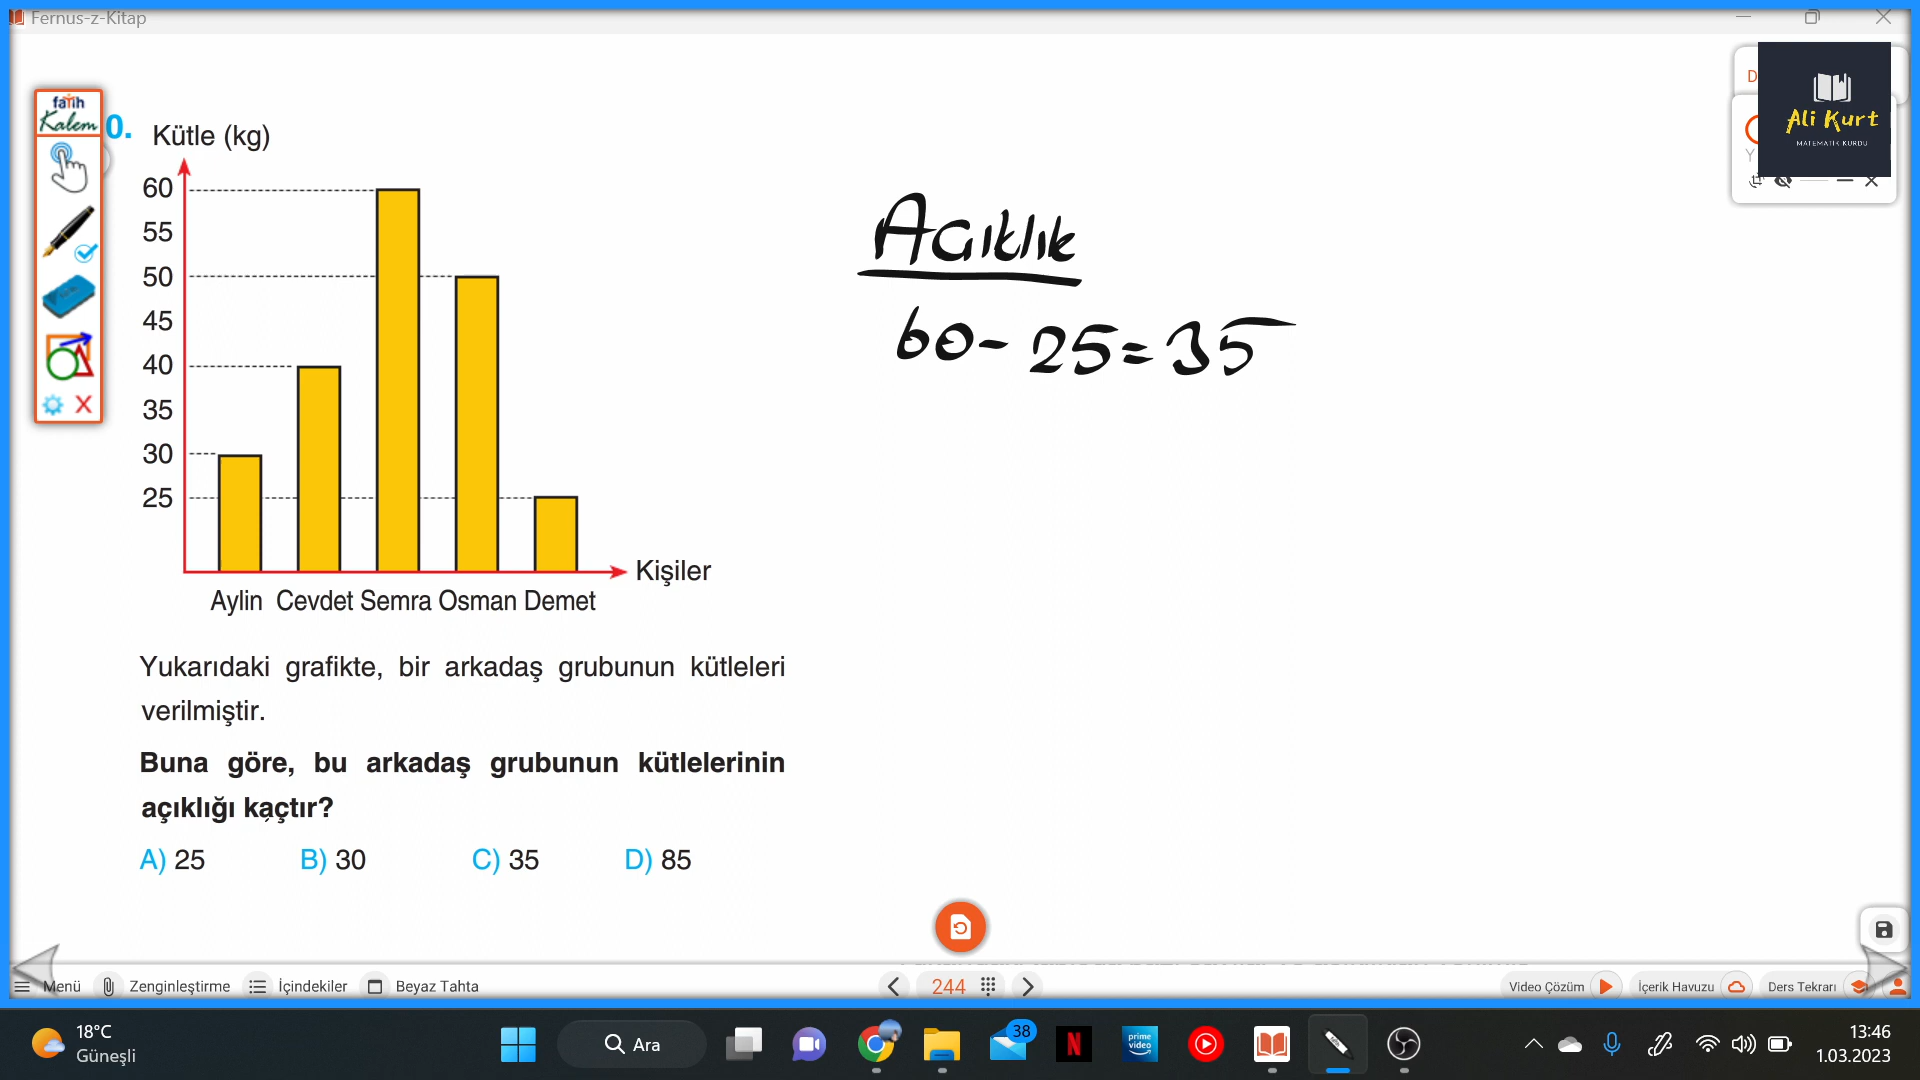 Fernus-z-Kitap
fatih
Kalem
0.
Kütle (kg)
60
55
50
45
40
35
30
25
Kişiler
Aylin Cevdet Semra Osman Demet
Yukarıdaki grafikte, bir arkadaş grubunun kütleleri
verilmiştir.
Buna göre, bu arkadaş grubunun kütlelerinin
açıklığı kaçtır?
A) 25 B) 30 C) 35 D) 85
Acıklık
60 - 25 = 35
D
Y
Ali Kurt
MATEMATİK KURDU
Menü Zenginleştirme İçindekiler Beyaz Tahta
244
Video Çözüm İçerik Havuzu Ders Tekrarı
18°C
Güneşli
Ara
38
prime
video
13:46
1.03.2023